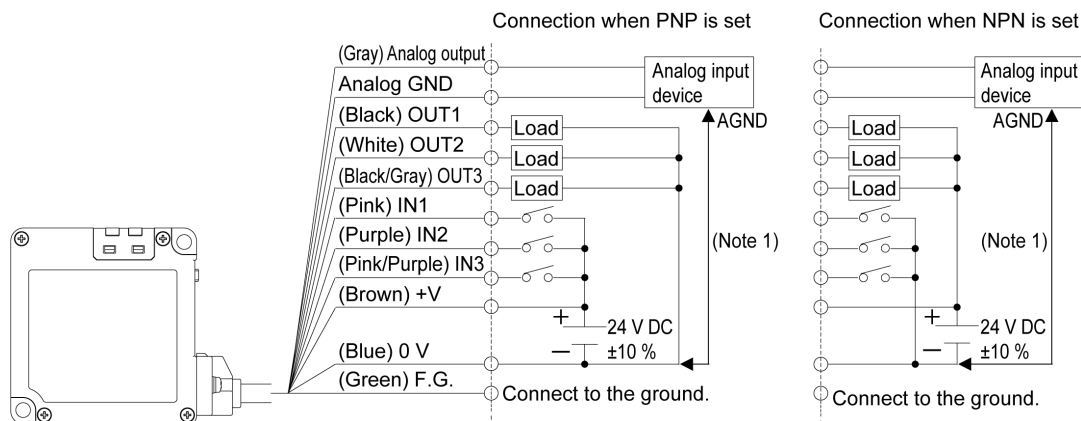 Connection when PNP is set
Connection when NPN is set
(Gray) Analog output
Analog GND
(Black) OUT1
(White) OUT2
(Black/Gray) OUT3
(Pink) IN1
(Purple) IN2
(Pink/Purple) IN3
(Brown) +V
(Blue) 0 V
(Green) F.G.
Analog input
device
AGND
Load
Load
Load
(Note 1)
+
24 V DC
−
±10 %
Connect to the ground.
Analog input
device
AGND
Load
Load
Load
(Note 1)
+
24 V DC
−
±10 %
Connect to the ground.